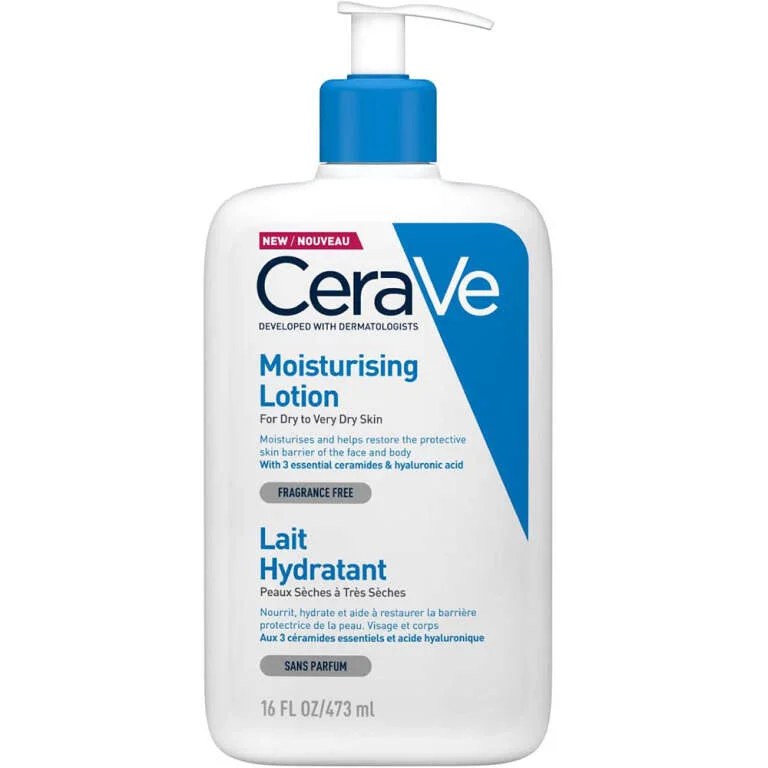 NEW / NOUVEAU
CeraVe
DEVELOPED WITH DERMATOLOGISTS
Moisturising
Lotion
For Dry to Very Dry Skin
Moisturises and helps restore the protective
skin barrier of the face and body
With 3 essential ceramides & hyaluronic acid
FRAGRANCE FREE
Lait
Hydratant
Peaux Sèches à Très Sèches
Nourrit, hydrate et aide à restaurer la barrière
protectrice de la peau. Visage et corps
Aux 3 céramides essentiels et acide hyaluronique
SANS PARFUM
16 FL OZ/473 ml